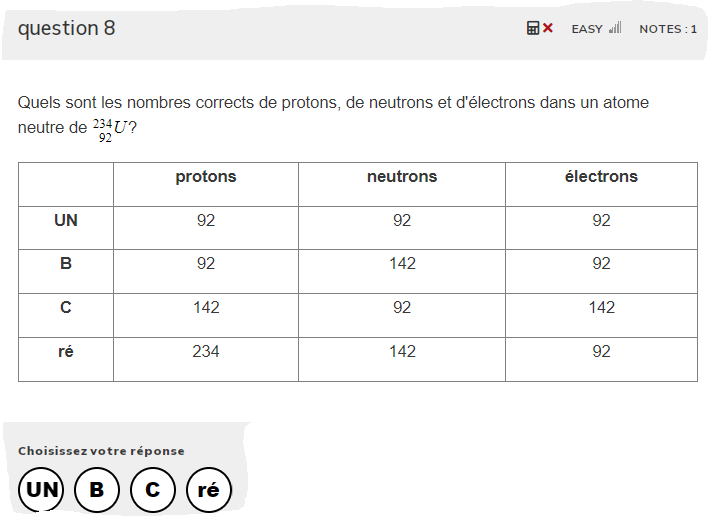 question 8
EASY
NOTES : 1
Quels sont les nombres corrects de protons, de neutrons et d'électrons dans un atome
neutre de ²³⁴₉₂U?
protons neutrons électrons
UN 92 92 92
B 92 142 92
C 142 92 142
ré 234 142 92
Choisissez votre réponse
UN B C ré